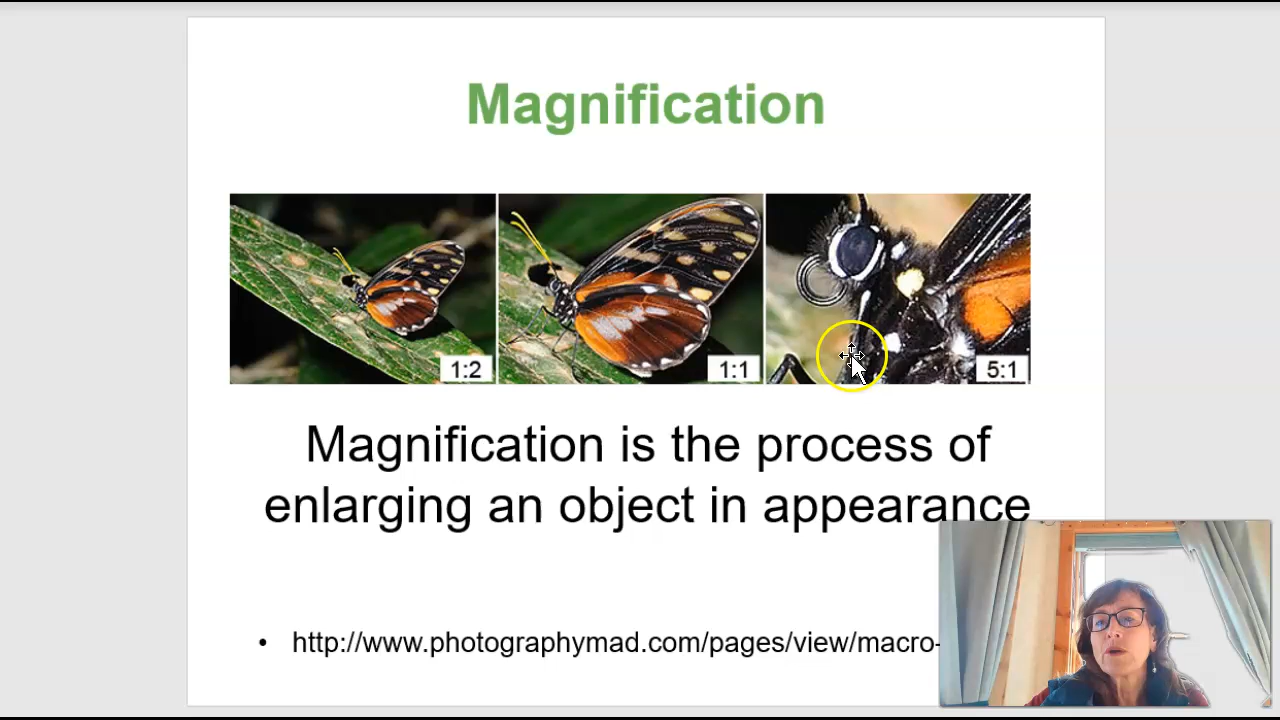 Magnification
1:2
1:1
5:1
Magnification is the process of
enlarging an object in appearance
• http://www.photographymad.com/pages/view/macro-